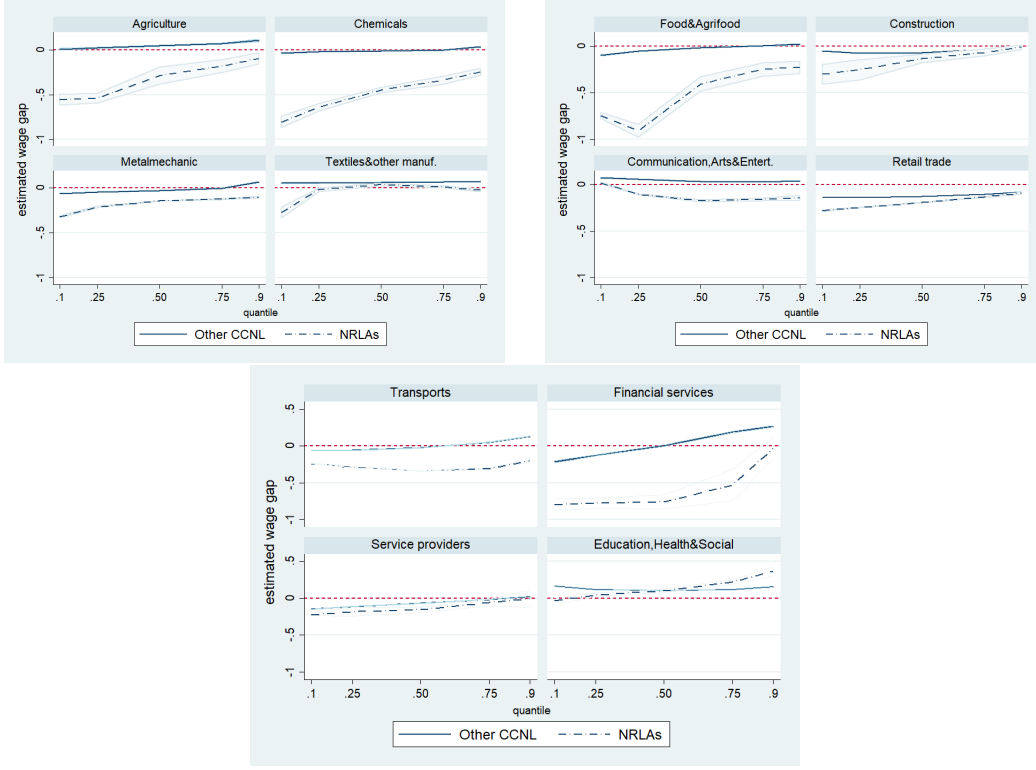 Agriculture
Chemicals
0
-.5
-1
Metalmechanic
Textiles&other manuf.
0
-.5
-1
.1 .25 .50 .75 .9 .1 .25 .50 .75 .9
estimated wage gap
quantile
Other CCNL NRLAs
Food&Agrifood
Construction
0
-.5
-1
Communication,Arts&Entert.
Retail trade
0
-.5
-1
.1 .25 .50 .75 .9 .1 .25 .50 .75 .9
estimated wage gap
quantile
Other CCNL NRLAs
Transports
Financial services
.5
0
-.5
-1
Service providers
Education,Health&Social
.5
0
-.5
-1
.1 .25 .50 .75 .9 .1 .25 .50 .75 .9
estimated wage gap
quantile
Other CCNL NRLAs